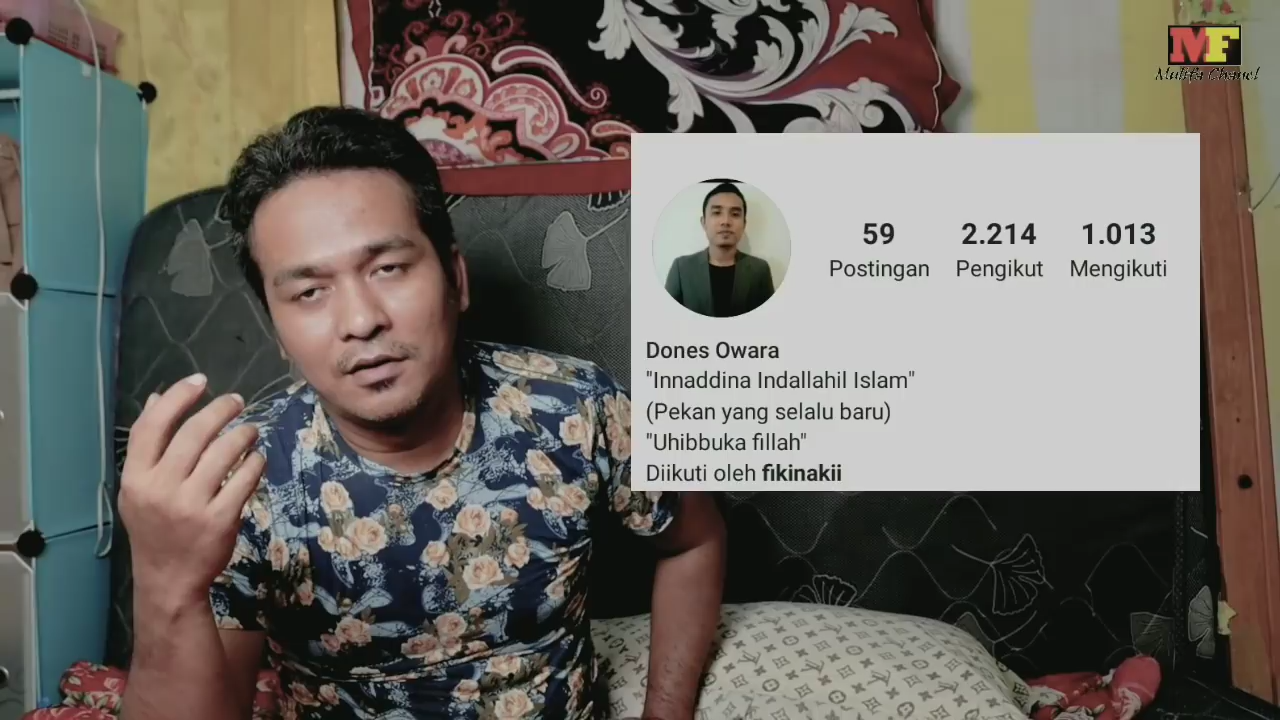 MF
Mulifa Chanel
59 2.214 1.013
Postingan Pengikut Mengikuti
Dones Owara
"Innaddina Indallahil Islam"
(Pekan yang selalu baru)
"Uhibbuka fillah"
Diikuti oleh fikinakii